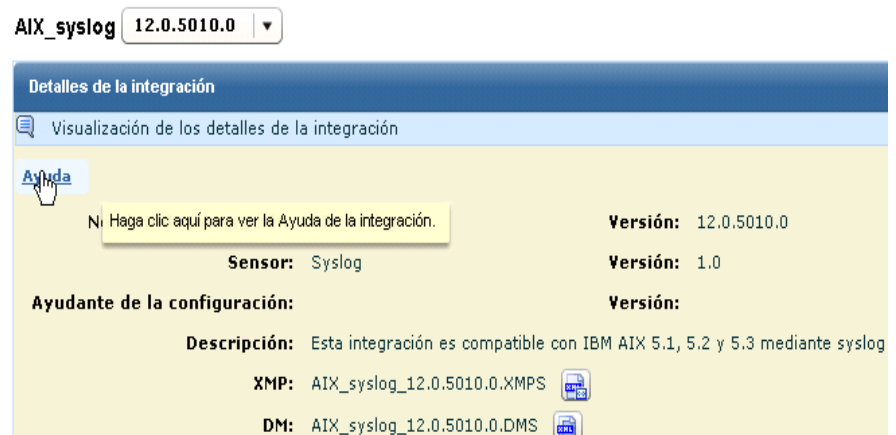 AIX_syslog 12.0.5010.0
Detalles de la integración
Visualización de los detalles de la integración
Ayuda
Haga clic aquí para ver la Ayuda de la integración.
Versión: 12.0.5010.0
Sensor: Syslog Versión: 1.0
Ayudante de la configuración: Versión:
Descripción: Esta integración es compatible con IBM AIX 5.1, 5.2 y 5.3 mediante syslog
XMP: AIX_syslog_12.0.5010.0.XMPS
DM: AIX_syslog_12.0.5010.0.DMS